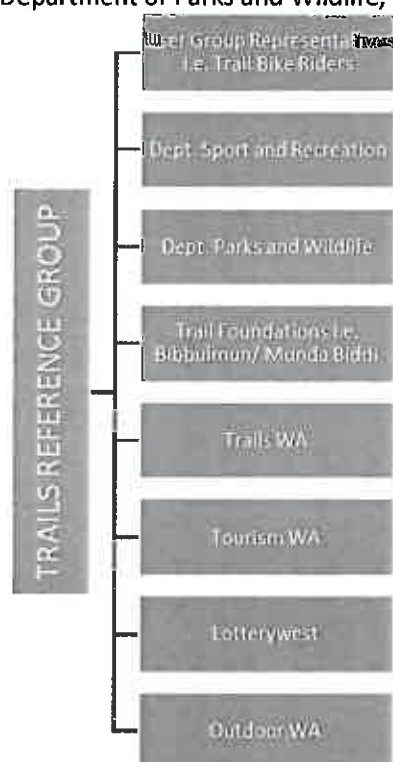 Department of Parks and Wildlife,
User Group Representatives
i.e. Trail Bike Riders
Dept. Sport and Recreation
Dept. Parks and Wildlife
TRAILS REFERENCE GROUP
Trail Foundations i.e.
Bibbulmun/ Munda Biddi
Trails WA
Tourism WA
Lotterywest
Outdoor WA